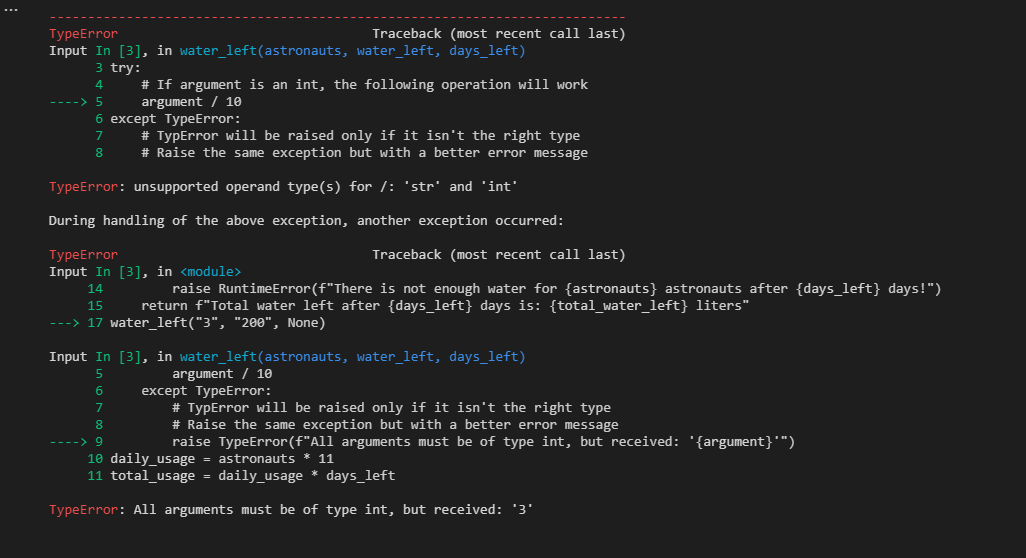 ...
---------------------------------------------------------------------------
TypeError                                 Traceback (most recent call last)
Input In [3], in water_left(astronauts, water_left, days_left)
      3 try:
      4     # If argument is an int, the following operation will work
----> 5     argument / 10
      6 except TypeError:
      7     # TypError will be raised only if it isn't the right type
      8     # Raise the same exception but with a better error message
TypeError: unsupported operand type(s) for /: 'str' and 'int'
During handling of the above exception, another exception occurred:
TypeError                                 Traceback (most recent call last)
Input In [3], in <module>
     14         raise RuntimeError(f"There is not enough water for {astronauts} astronauts after {days_left} days!")
     15     return f"Total water left after {days_left} days is: {total_water_left} liters"
---> 17 water_left("3", "200", None)
Input In [3], in water_left(astronauts, water_left, days_left)
      5         argument / 10
      6     except TypeError:
      7         # TypError will be raised only if it isn't the right type
      8         # Raise the same exception but with a better error message
----> 9         raise TypeError(f"All arguments must be of type int, but received: '{argument}'")
     10 daily_usage = astronauts * 11
     11 total_usage = daily_usage * days_left
TypeError: All arguments must be of type int, but received: '3'